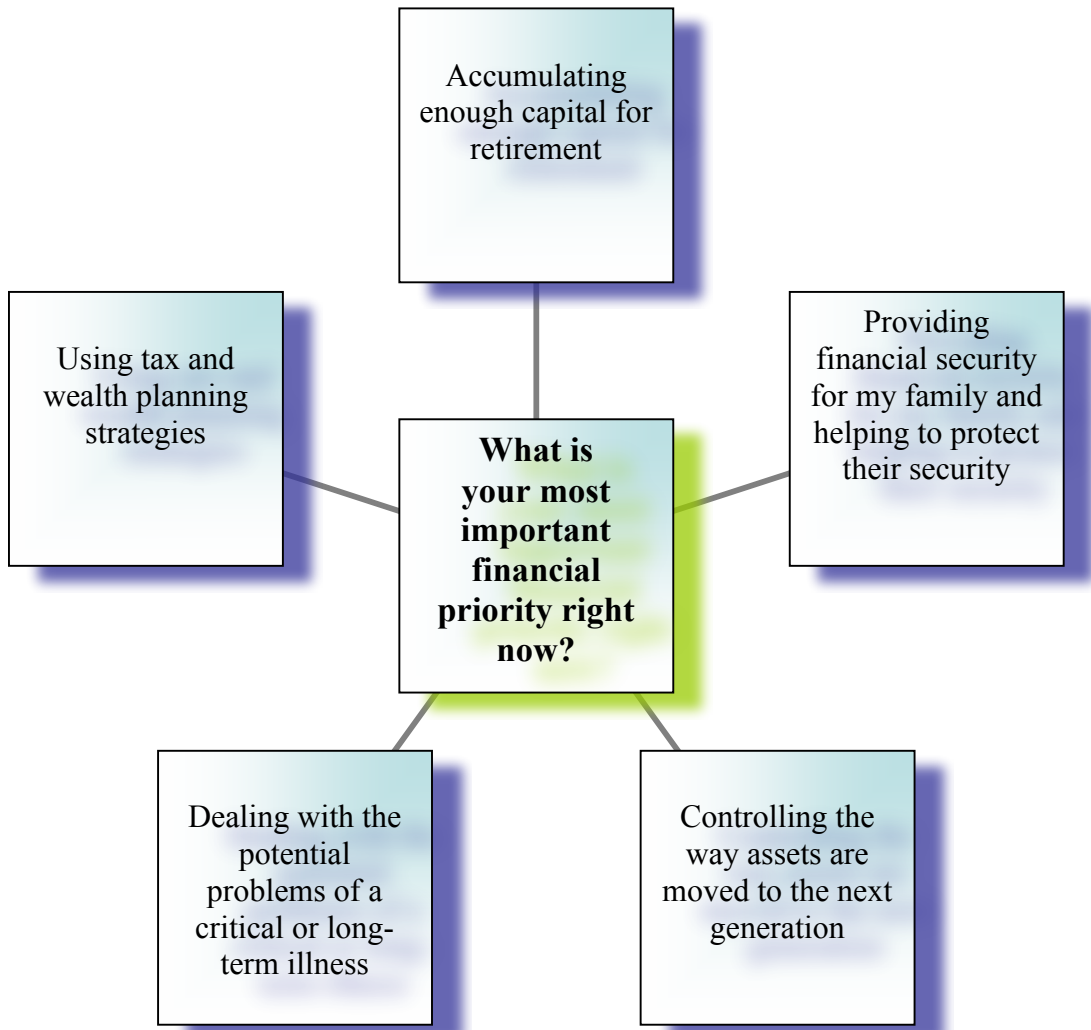 Accumulating
enough capital for
retirement
Using tax and
wealth planning
strategies
Providing
financial security
for my family and
helping to protect
their security
What is
your most
important
financial
priority right
now?
Dealing with the
potential
problems of a
critical or long-
term illness
Controlling the
way assets are
moved to the next
generation